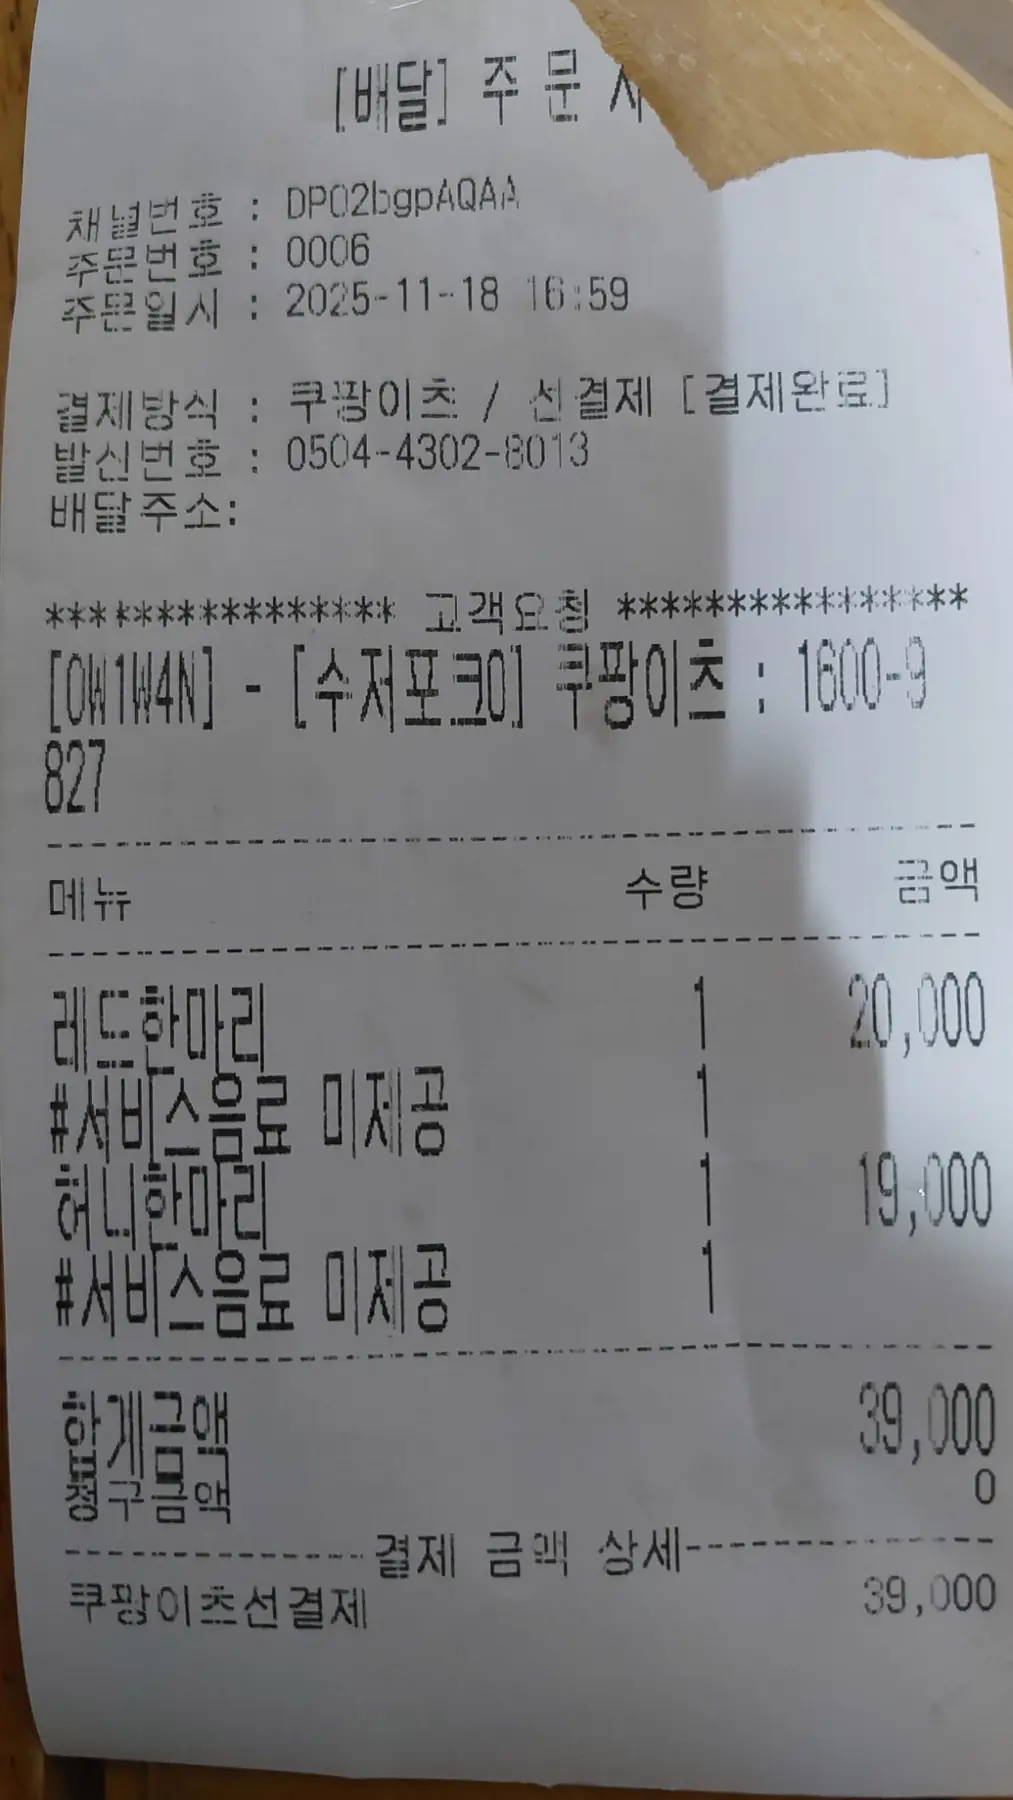 [배달] 주 문
채널번호 : DP02bgpAQAA
주문번호 : 0006
주문일시 : 2025-11-18 16:59
결제방식 : 쿠팡이츠 / 선결제 [결제완료]
발신번호 : 0504-4302-8013
배달주소:
**************** 고객요청 ****************
[0W1W4N] - [수저포크0] 쿠팡이츠 : 1600-9
827
메뉴 수량 금액
레드한마리 1 20,000
#서비스음료 미제공 1
허니한마리 1 19,000
#서비스음료 미제공 1
합계금액 39,000
청구금액 0
--------------결제 금액 상세--------------
쿠팡이츠선결제 39,000